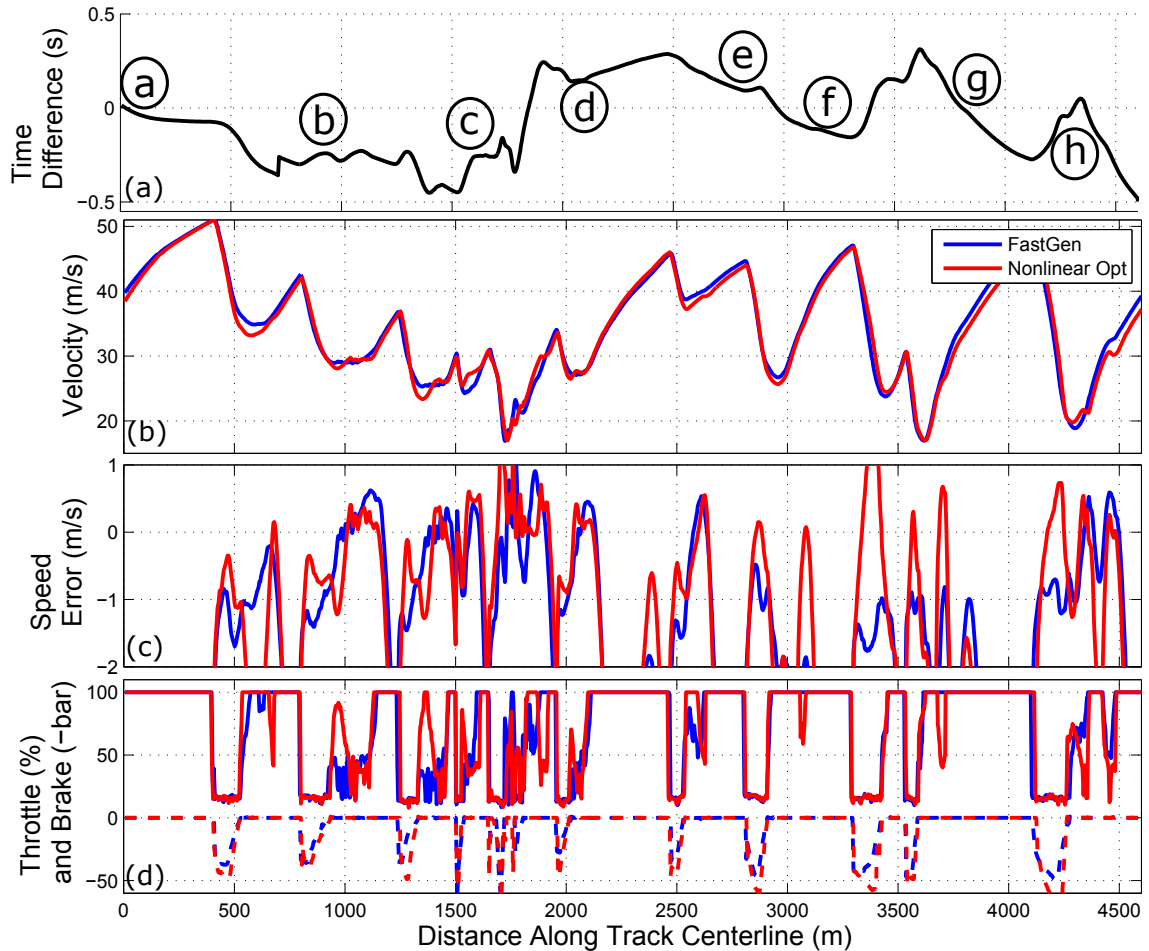 0.5
0
−0.5
Time
Difference (s)
a
b
c
d
e
f
g
h
(a)
50
40
30
20
Velocity (m/s)
FastGen
Nonlinear Opt
(b)
1
0
−1
−2
Speed
Error (m/s)
(c)
100
50
0
−50
Throttle (%)
and Brake (−bar)
(d)
0 500 1000 1500 2000 2500 3000 3500 4000 4500
Distance Along Track Centerline (m)